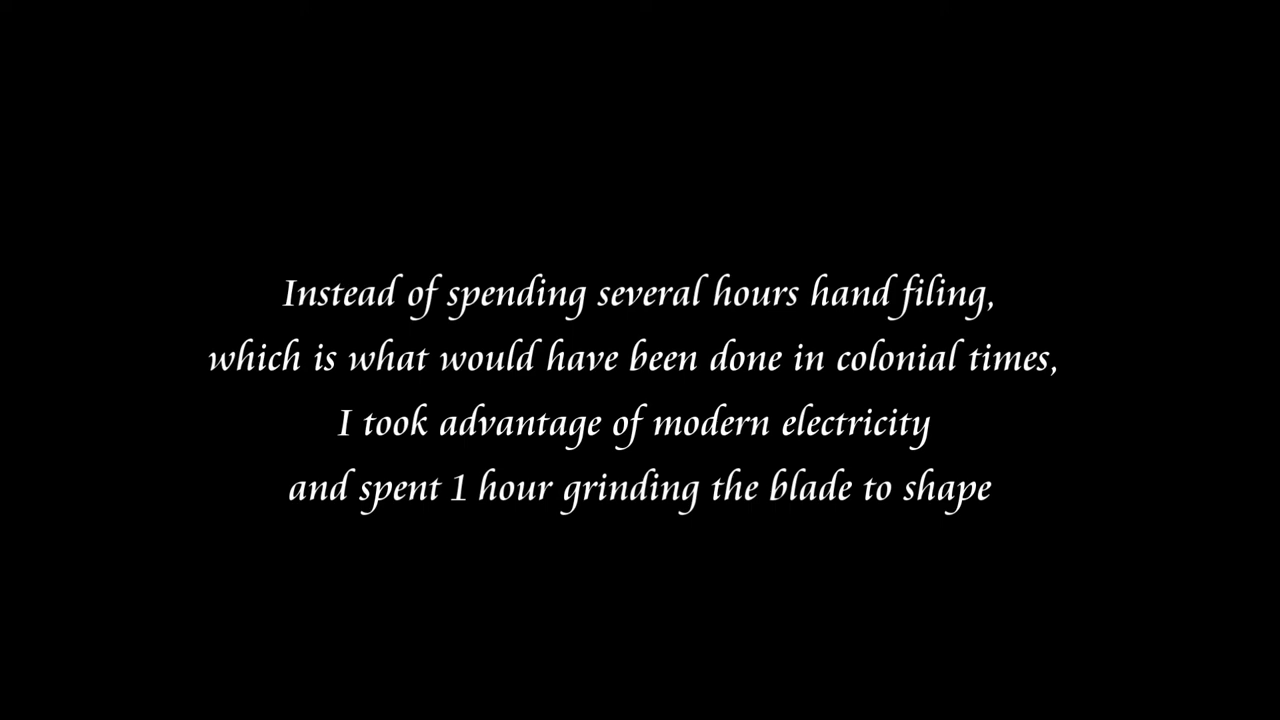 Instead of spending several hours hand filing,
which is what would have been done in colonial times,
I took advantage of modern electricity
and spent 1 hour grinding the blade to shape